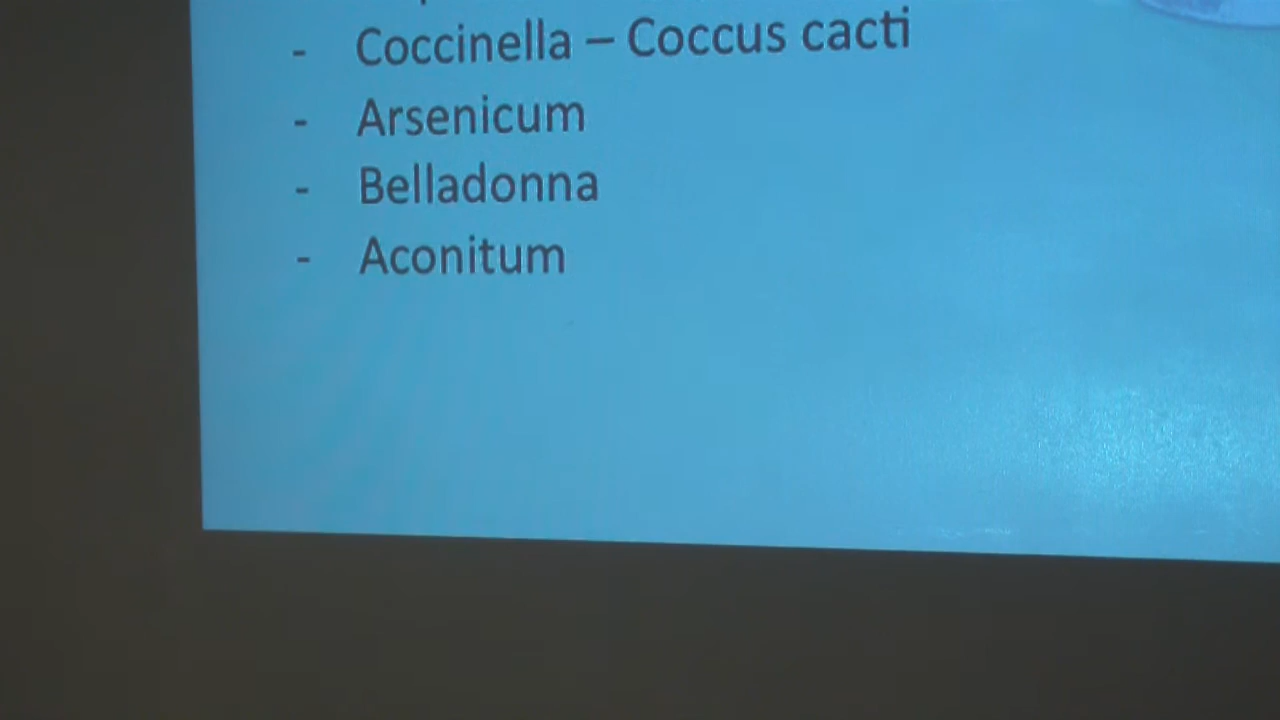 - Coccinella – Coccus cacti
- Arsenicum
- Belladonna
- Aconitum